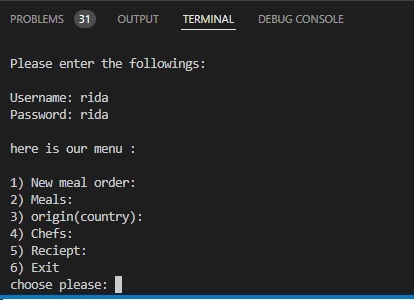 PROBLEMS 31 OUTPUT TERMINAL DEBUG CONSOLE
Please enter the followings:
Username: rida
Password: rida
here is our menu :
1) New meal order:
2) Meals:
3) origin(country):
4) Chefs:
5) Reciept:
6) Exit
choose please: